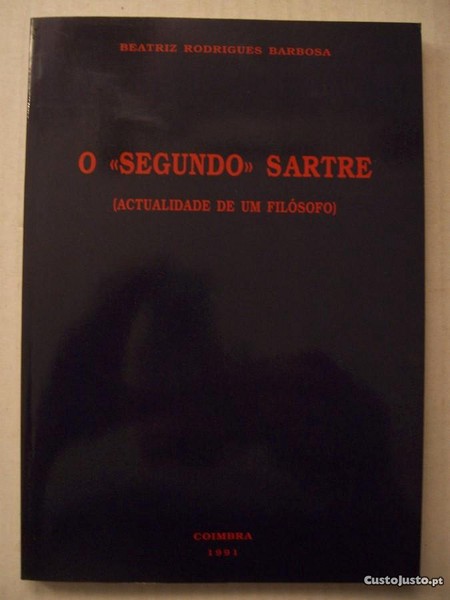 BEATRIZ RODRIGUES BARBOSA
O «SEGUNDO» SARTRE
(ACTUALIDADE DE UM FILÓSOFO)
COIMBRA
1991
CustoJusto.pt